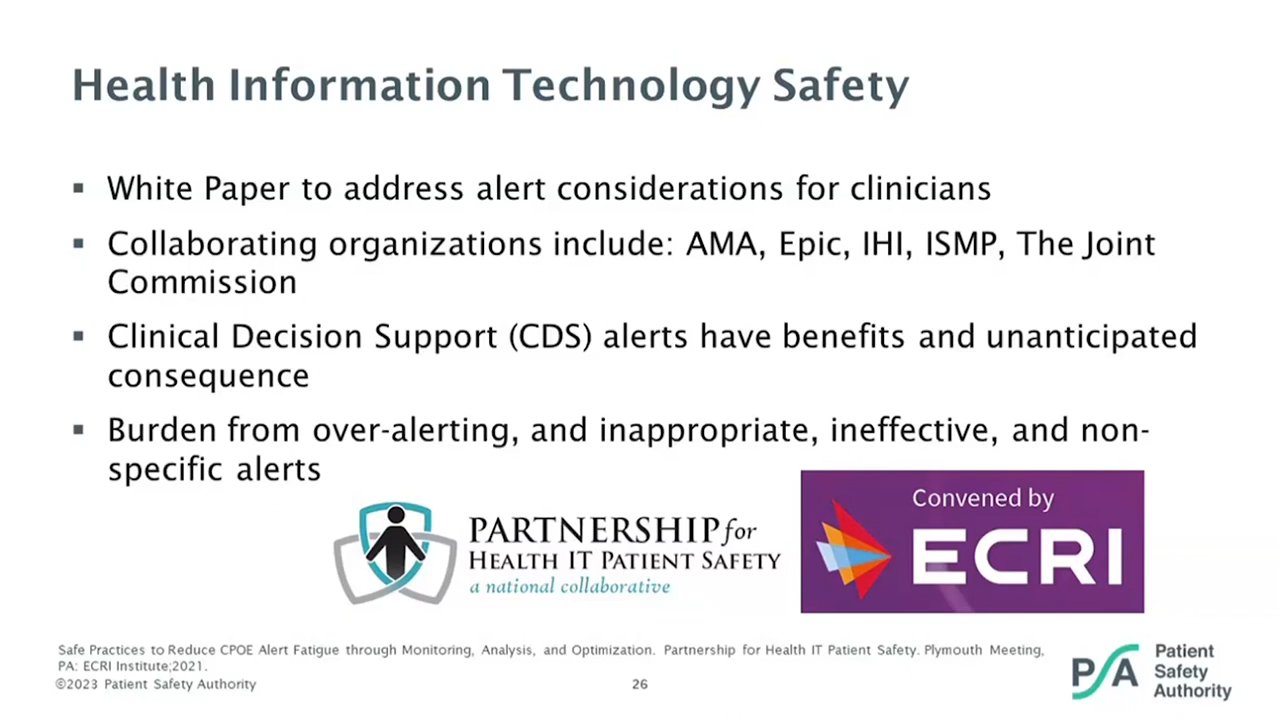 Health Information Technology Safety
▪ White Paper to address alert considerations for clinicians
▪ Collaborating organizations include: AMA, Epic, IHI, ISMP, The Joint
Commission
▪ Clinical Decision Support (CDS) alerts have benefits and unanticipated
consequence
▪ Burden from over-alerting, and inappropriate, ineffective, and non-
specific alerts
PARTNERSHIP for
HEALTH IT PATIENT SAFETY
a national collaborative
Convened by
ECRI
Safe Practices to Reduce CPOE Alert Fatigue through Monitoring, Analysis, and Optimization. Partnership for Health IT Patient Safety. Plymouth Meeting,
PA: ECRI Institute;2021.
©2023 Patient Safety Authority
26
PSA
Patient
Safety
Authority